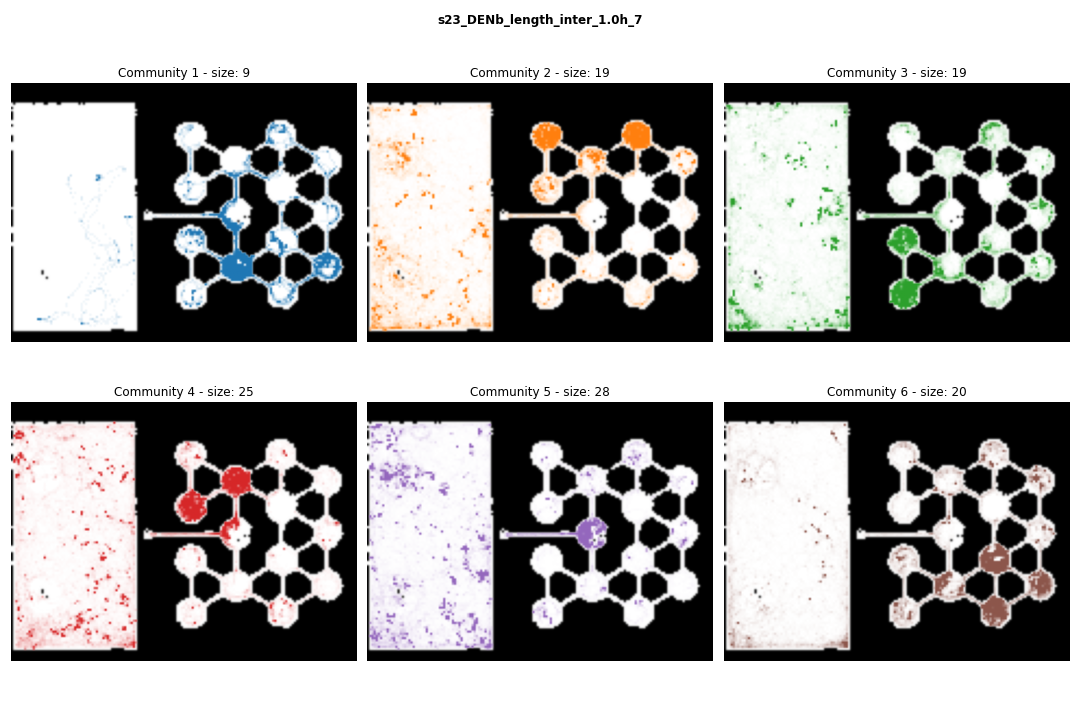 s23_DENb_length_inter_1.0h_7
Community 1 - size: 9
Community 2 - size: 19
Community 3 - size: 19
Community 4 - size: 25
Community 5 - size: 28
Community 6 - size: 20